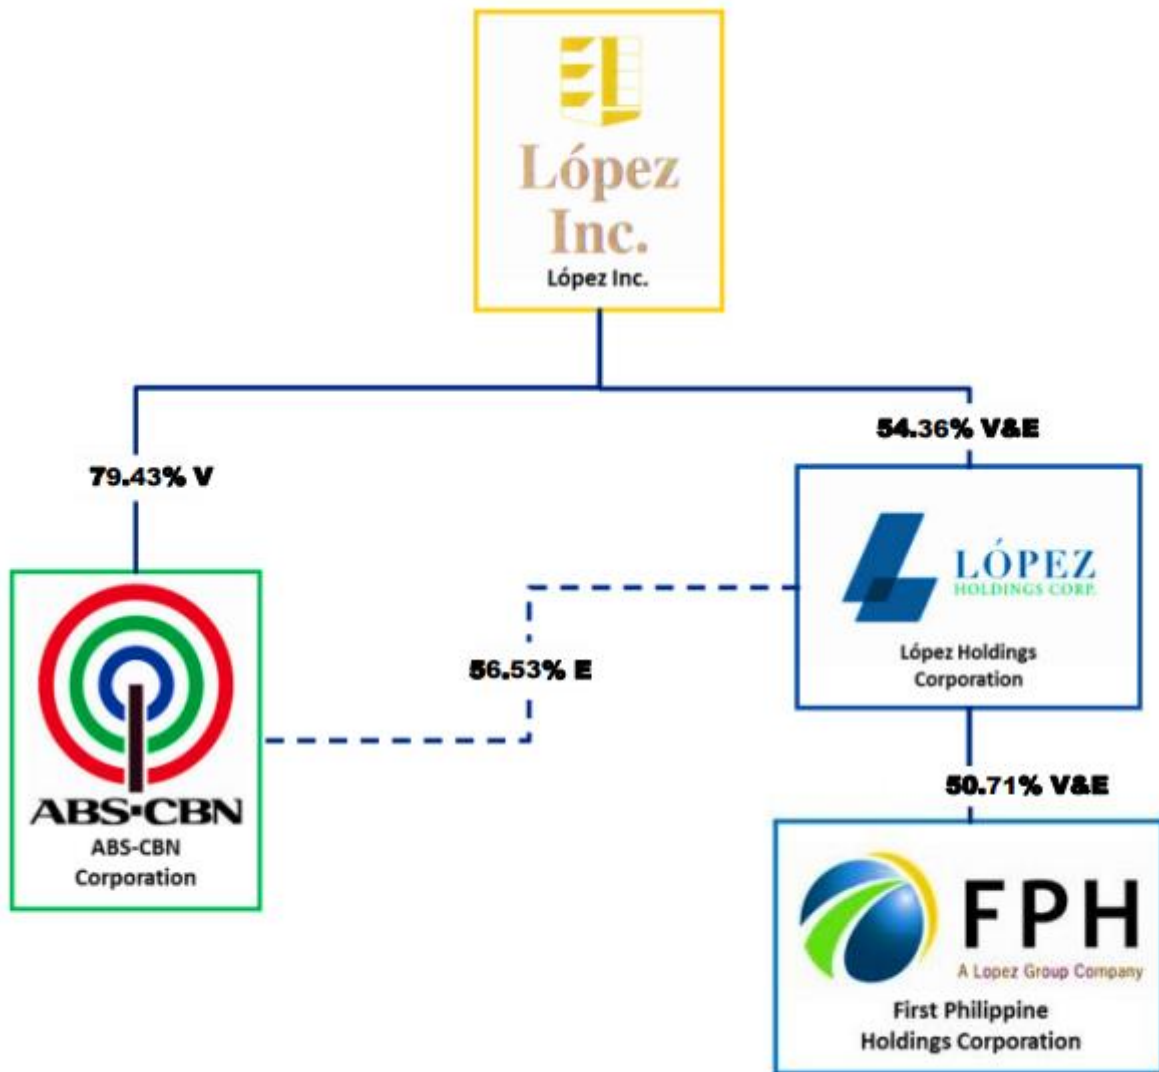 López
Inc.
López Inc.
54.36% V&E
79.43% V
LÓPEZ
HOLDINGS CORP.
López Holdings
Corporation
56.53% E
50.71% V&E
ABS-CBN
ABS-CBN
Corporation
FPH
A Lopez Group Company
First Philippine
Holdings Corporation